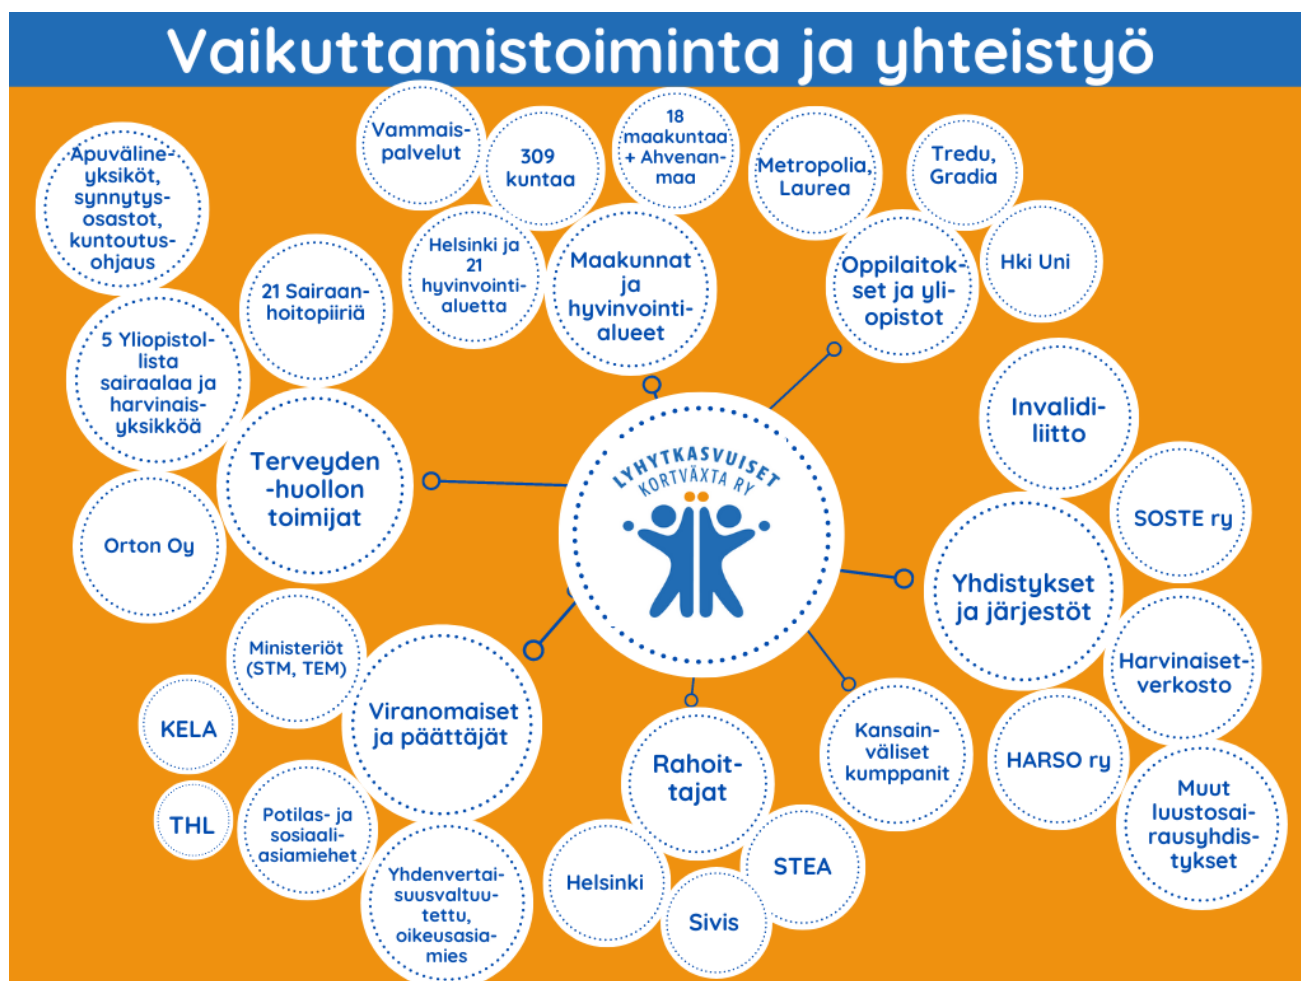 Vaikuttamistoiminta ja yhteistyö
Vammais-
palvelut
309
kuntaa
18
maakuntaa
+ Ahvenan-
maa
Helsinki ja
21
hyvinvointi-
aluetta
Maakunnat
ja
hyvinvointi-
alueet
Metropolia,
Laurea
Tredu,
Gradia
Hki Uni
Oppilaitok-
set ja yli-
opistot
Apuväline-
yksiköt,
synnytys-
osastot,
kuntoutus-
ohjaus
21 Sairaan-
hoitopiiriä
5 Yliopistol-
lista
sairaalaa ja
harvinais-
yksikköä
Terveyden
-huollon
toimijat
Orton Oy
LYHYTKASVUISET
KORTVÄXTA RY
Invalidi-
liitto
SOSTE ry
Yhdistykset
ja järjestöt
Harvinaiset-
verkosto
HARSO ry
Muut
luustosai-
rausyhdis-
tykset
Ministeriöt
(STM, TEM)
KELA
THL
Viranomaiset
ja päättäjät
Potilas- ja
sosiaali-
asiamiehet
Yhdenvertai-
suusvaltuu-
tettu,
oikeusasia-
mies
Rahoit-
tajat
Helsinki
Sivis
STEA
Kansain-
väliset
kumppanit